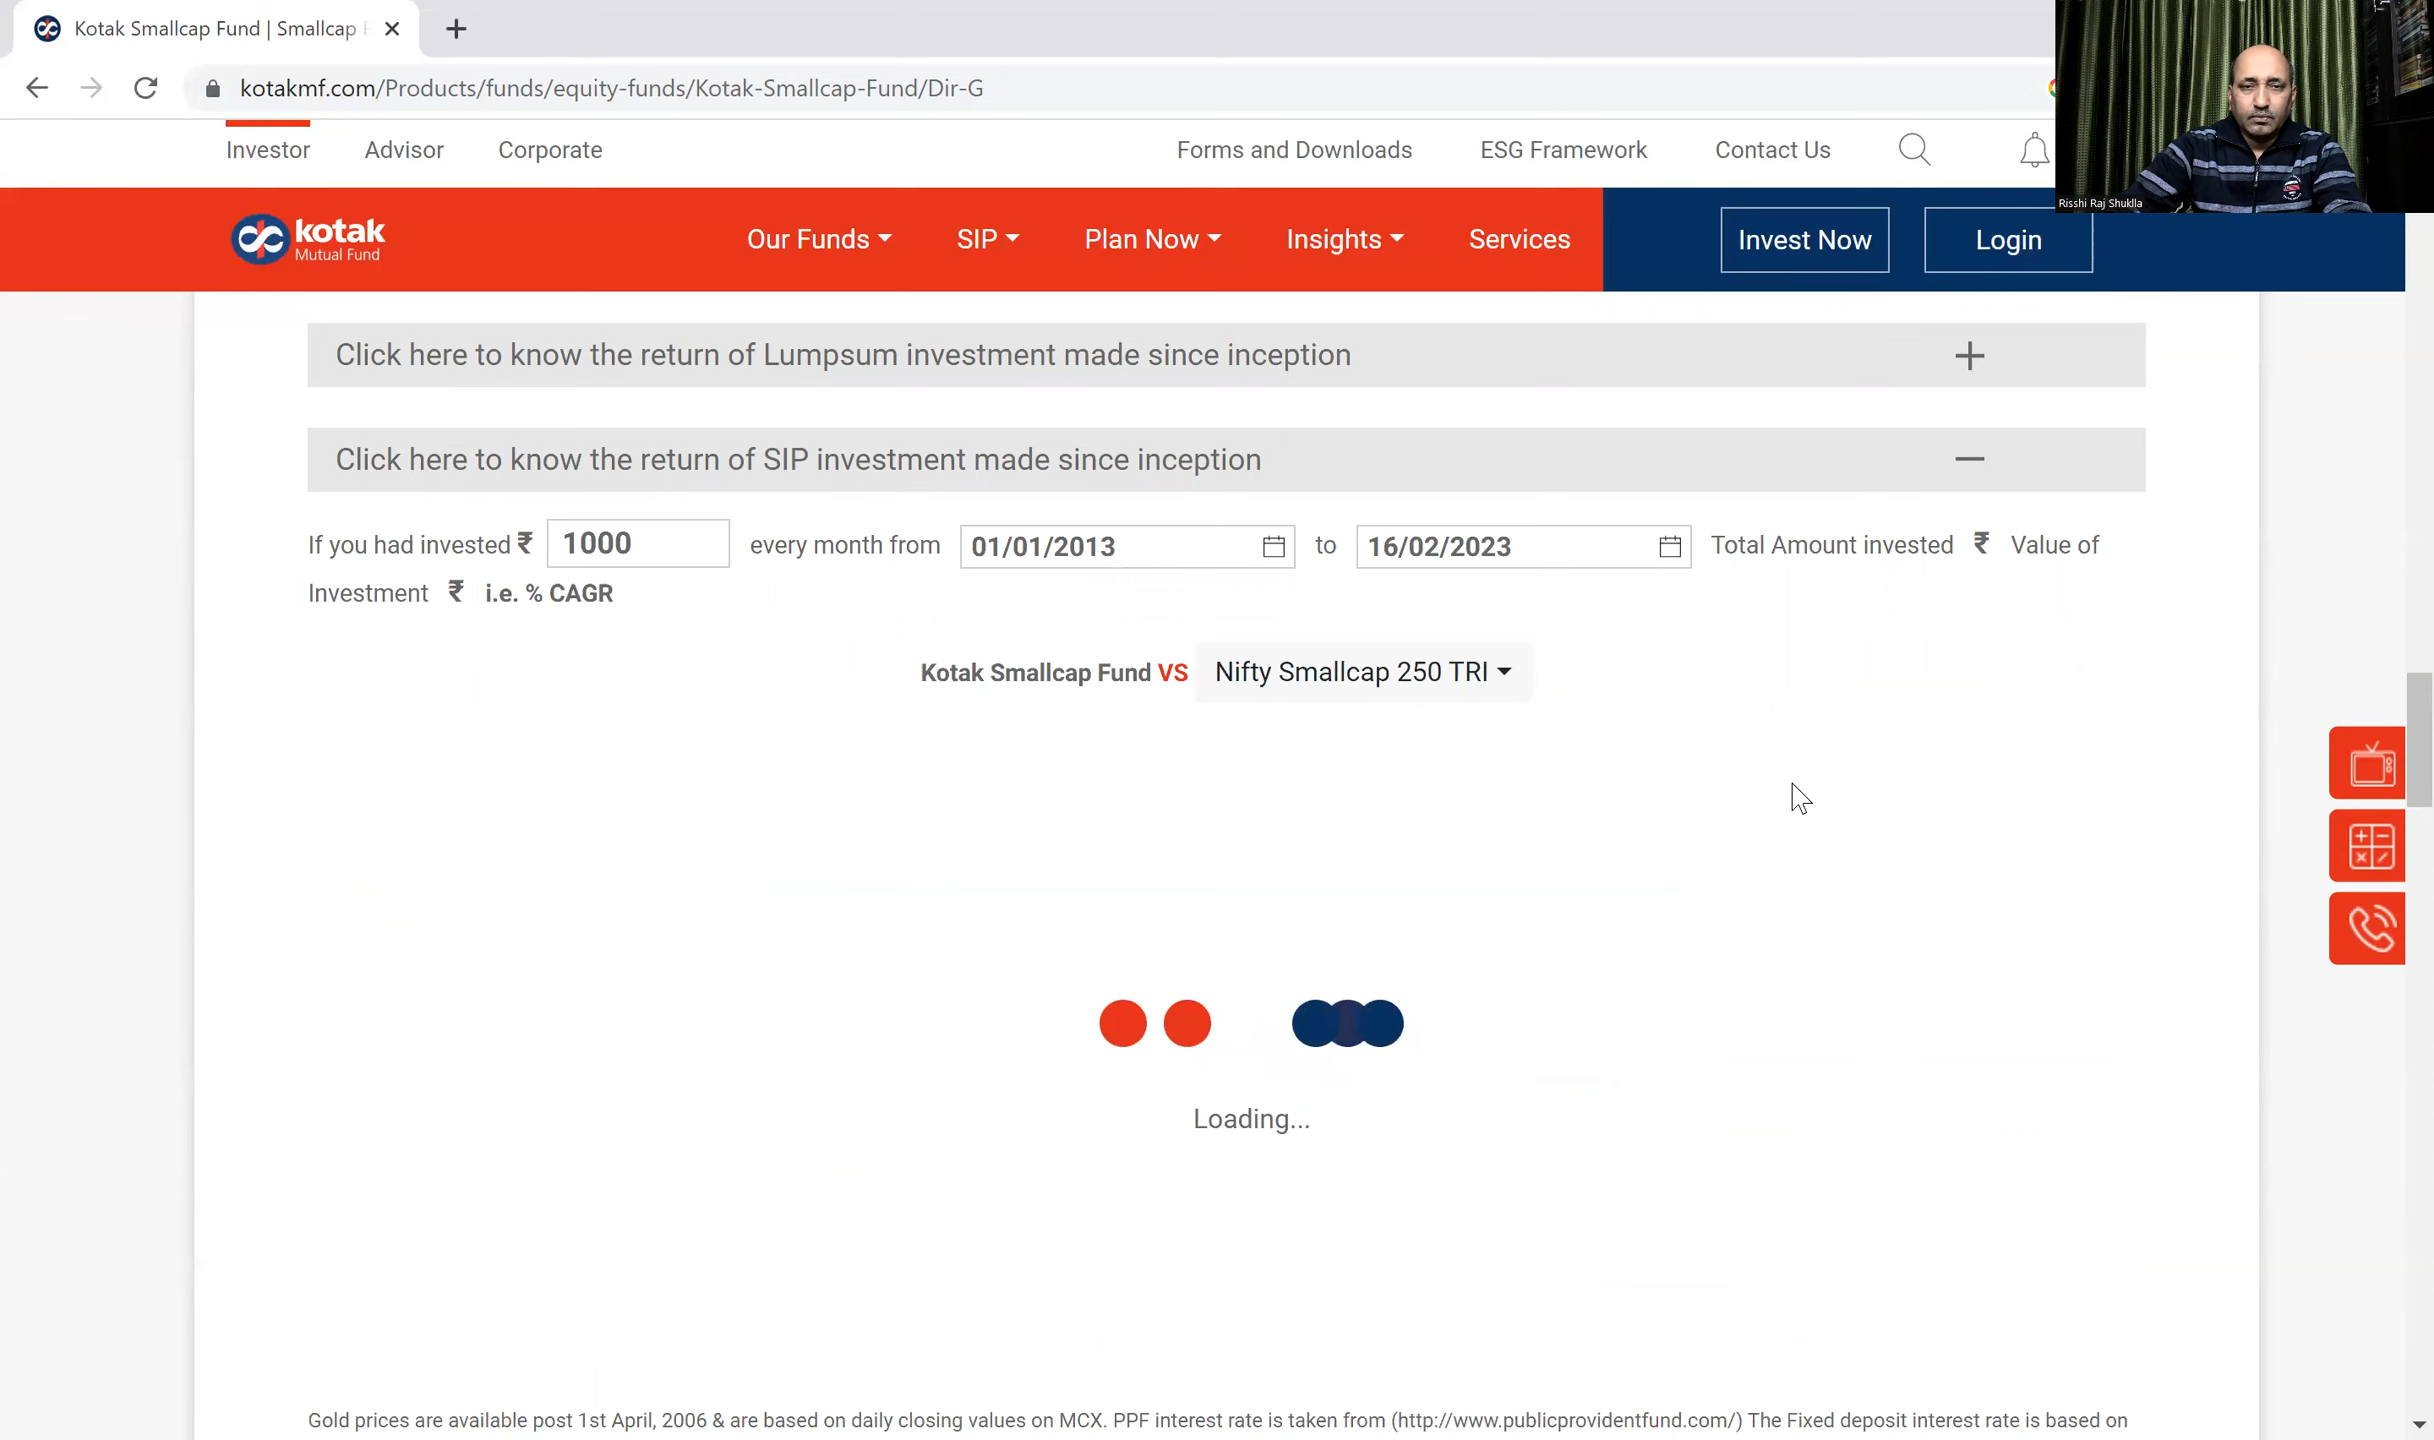 Kotak Smallcap Fund | Smallcap
kotakmf.com/Products/funds/equity-funds/Kotak-Smallcap-Fund/Dir-G
Risshi Raj Shuklla
Investor Advisor Corporate Forms and Downloads ESG Framework Contact Us
kotak
Mutual Fund
Our Funds SIP Plan Now Insights Services Invest Now Login
Click here to know the return of Lumpsum investment made since inception
Click here to know the return of SIP investment made since inception
If you had invested ₹ 1000 every month from 01/01/2013 to 16/02/2023 Total Amount invested ₹ Value of
Investment ₹ i.e. % CAGR
Kotak Smallcap Fund VS Nifty Smallcap 250 TRI
Loading...
Gold prices are available post 1st April, 2006 & are based on daily closing values on MCX. PPF interest rate is taken from (http://www.publicprovidentfund.com/) The Fixed deposit interest rate is based on